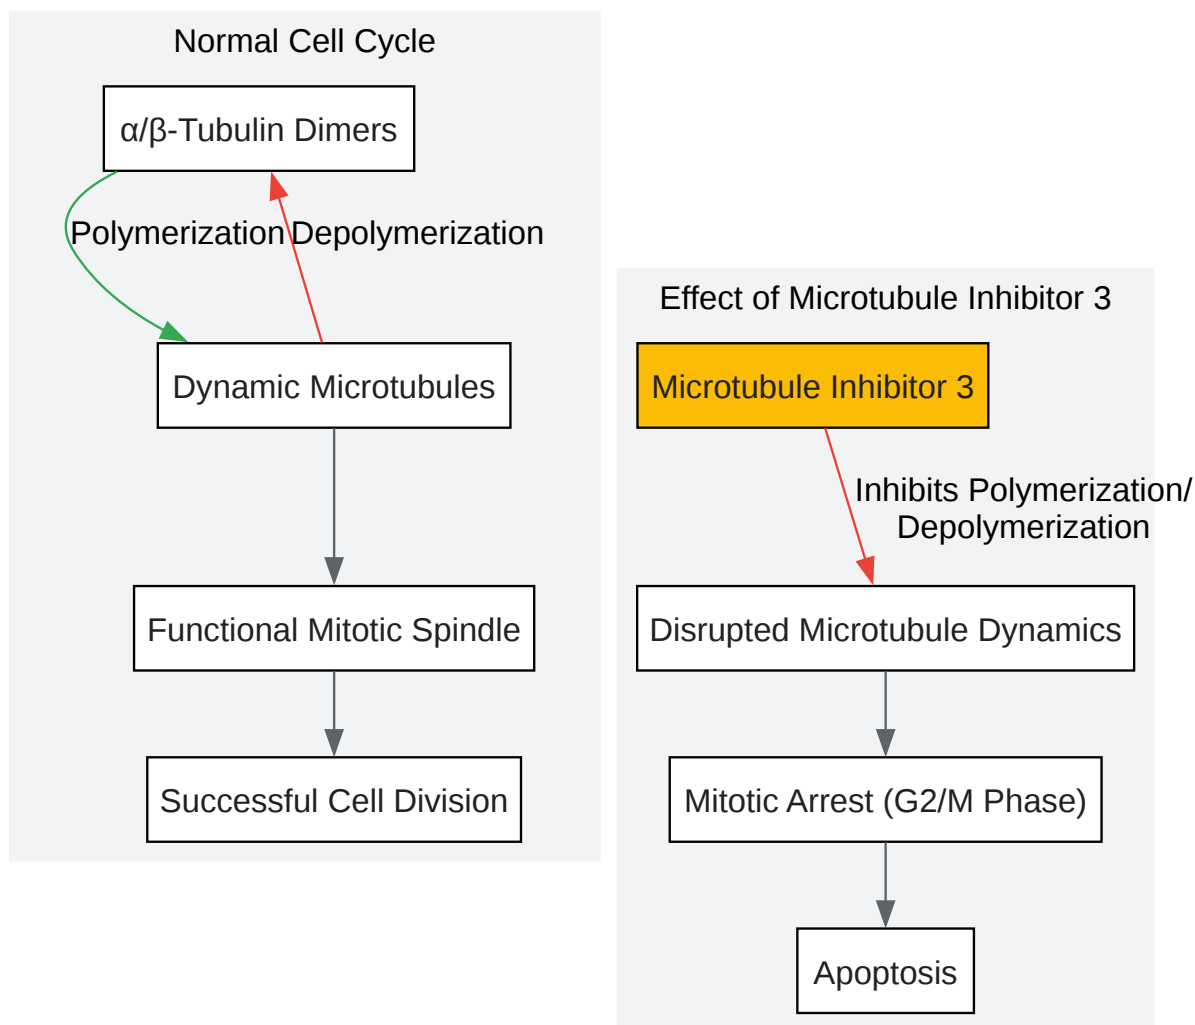 Normal Cell Cycle
α/β-Tubulin Dimers
Polymerization
Depolymerization
Dynamic Microtubules
Functional Mitotic Spindle
Successful Cell Division
Effect of Microtubule Inhibitor 3
Microtubule Inhibitor 3
Inhibits Polymerization/
Depolymerization
Disrupted Microtubule Dynamics
Mitotic Arrest (G2/M Phase)
Apoptosis